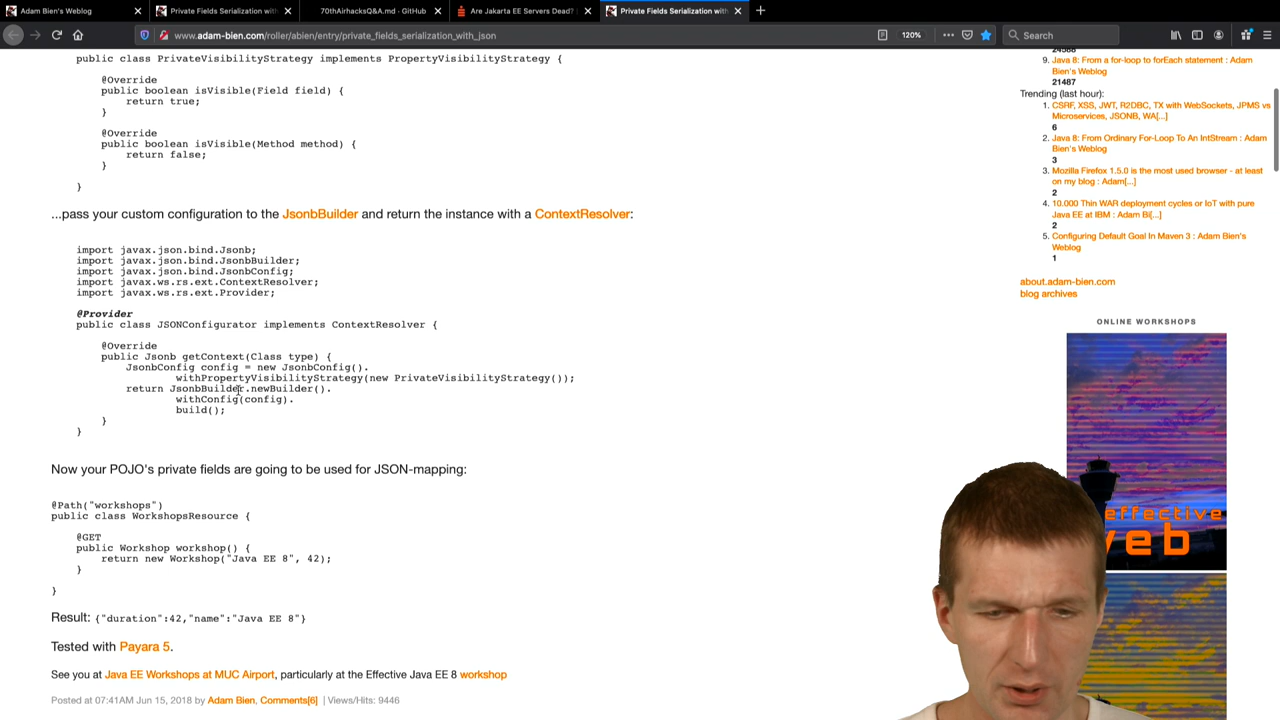 Adam Bien's Weblog
Private Fields Serialization with
70thAirhacksQ&A.md · GitHub
Are Jakarta EE Servers Dead?
Private Fields Serialization with
www.adam-bien.com/roller/abien/entry/private_fields_serialization_with_json
120%
Search
public class PrivateVisibilityStrategy implements PropertyVisibilityStrategy {
@Override
public boolean isVisible(Field field) {
return true;
}
@Override
public boolean isVisible(Method method) {
return false;
}
}
...pass your custom configuration to the JsonbBuilder and return the instance with a ContextResolver:
import javax.json.bind.Jsonb;
import javax.json.bind.JsonbBuilder;
import javax.json.bind.JsonbConfig;
import javax.ws.rs.ext.ContextResolver;
import javax.ws.rs.ext.Provider;
@Provider
public class JSONConfigurator implements ContextResolver {
@Override
public Jsonb getContext(Class type) {
JsonbConfig config = new JsonbConfig().
withPropertyVisibilityStrategy(new PrivateVisibilityStrategy());
return JsonbBuilder.newBuilder().
withConfig(config).
build();
}
}
Now your POJO's private fields are going to be used for JSON-mapping:
@Path("workshops")
public class WorkshopsResource {
@GET
public Workshop workshop() {
return new Workshop("Java EE 8", 42);
}
}
Result: {"duration":42,"name":"Java EE 8"}
Tested with Payara 5.
See you at Java EE Workshops at MUC Airport, particularly at the Effective Java EE 8 workshop
Posted at 07:41AM Jun 15, 2018 by Adam Bien, Comments[6] | Views/Hits: 9446
24588
9. Java 8: From a for-loop to forEach statement : Adam
Bien's Weblog
21487
Trending (last hour):
1. CSRF, XSS, JWT, R2DBC, TX with WebSockets, JPMS vs
Microservices, JSONB, WA[...]
6
2. Java 8: From Ordinary For-Loop To An IntStream : Adam
Bien's Weblog
3
3. Mozilla Firefox 1.5.0 is the most used browser - at least
on my blog : Adam[...]
2
4. 10.000 Thin WAR deployment cycles or IoT with pure
Java EE at IBM : Adam Bi[...]
2
5. Configuring Default Goal In Maven 3 : Adam Bien's
Weblog
1
about.adam-bien.com
blog archives
ONLINE WORKSHOPS
effective
web